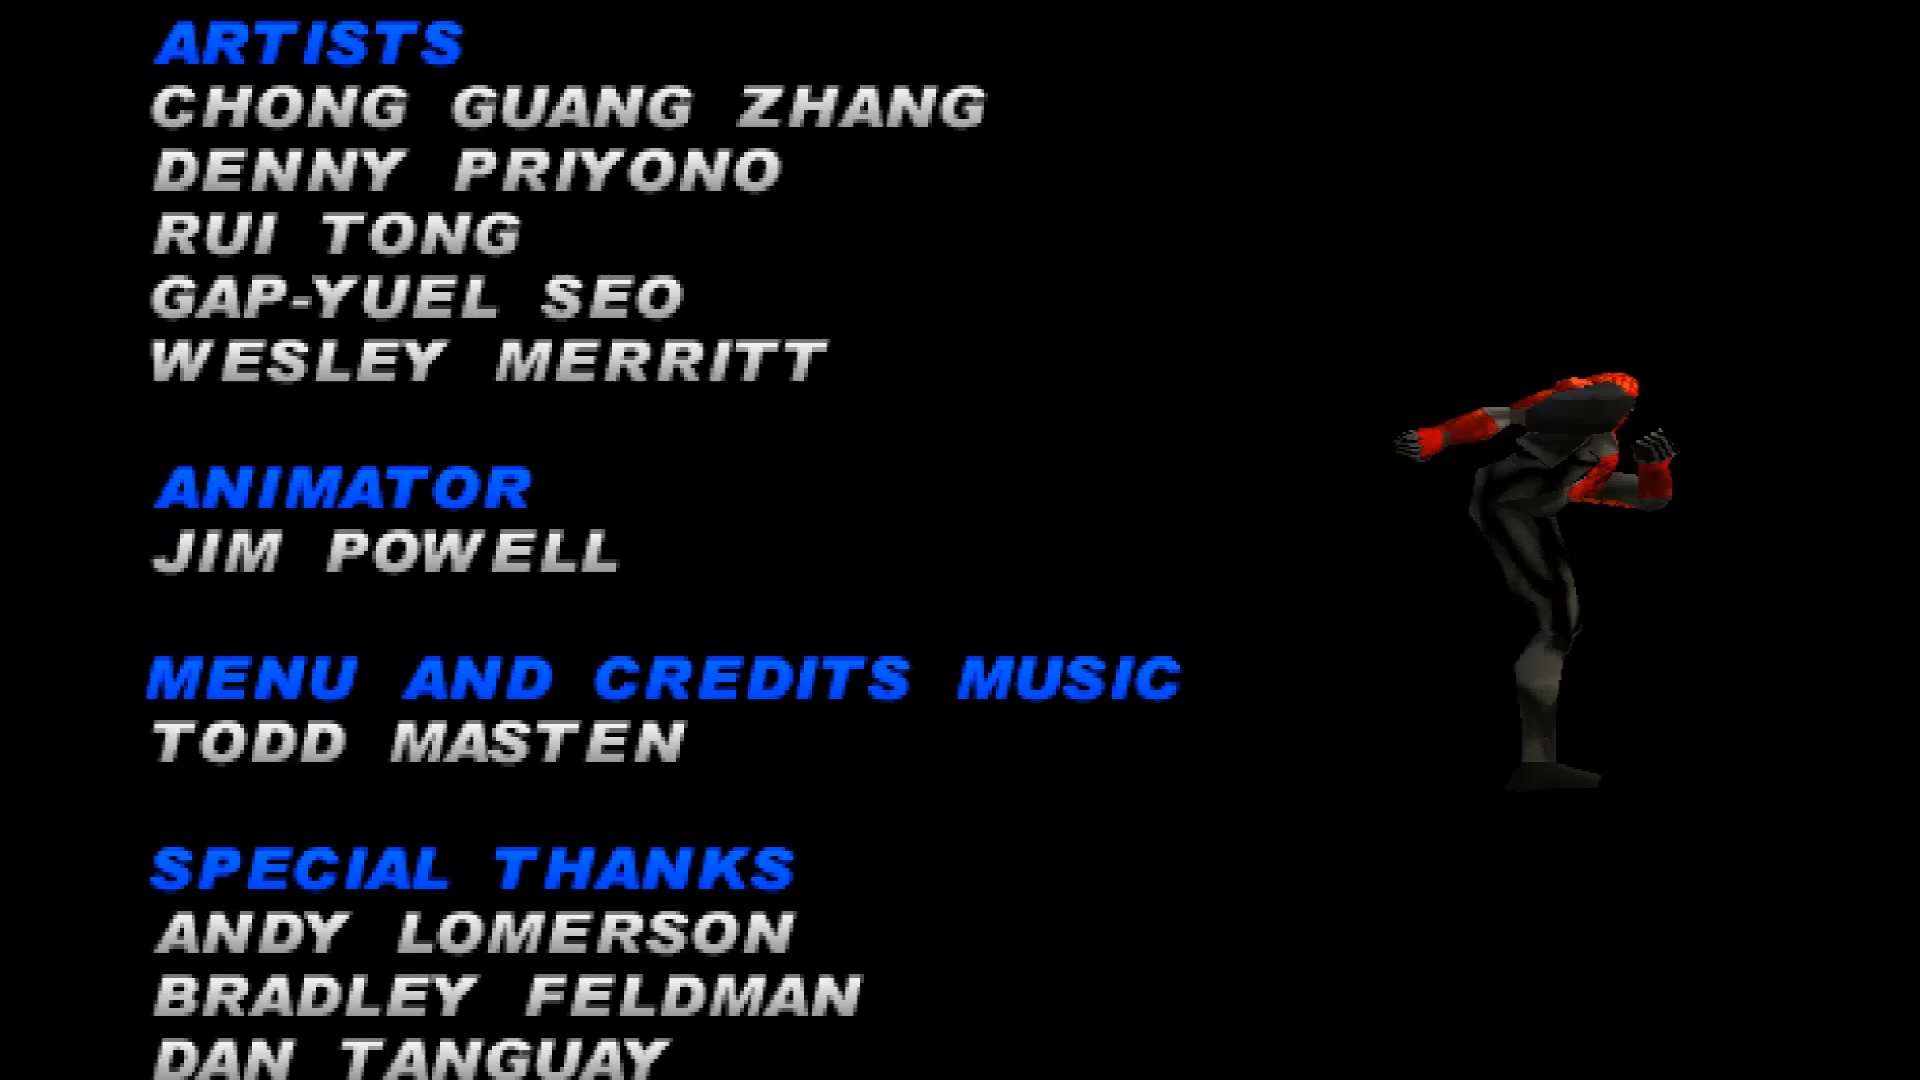 ARTISTS
CHONG GUANG ZHANG
DENNY PRIYONO
RUI TONG
GAP-YUEL SEO
WESLEY MERRITT
ANIMATOR
JIM POWELL
MENU AND CREDITS MUSIC
TODD MASTEN
SPECIAL THANKS
ANDY LOMERSON
BRADLEY FELDMAN
DAN TANGUAY